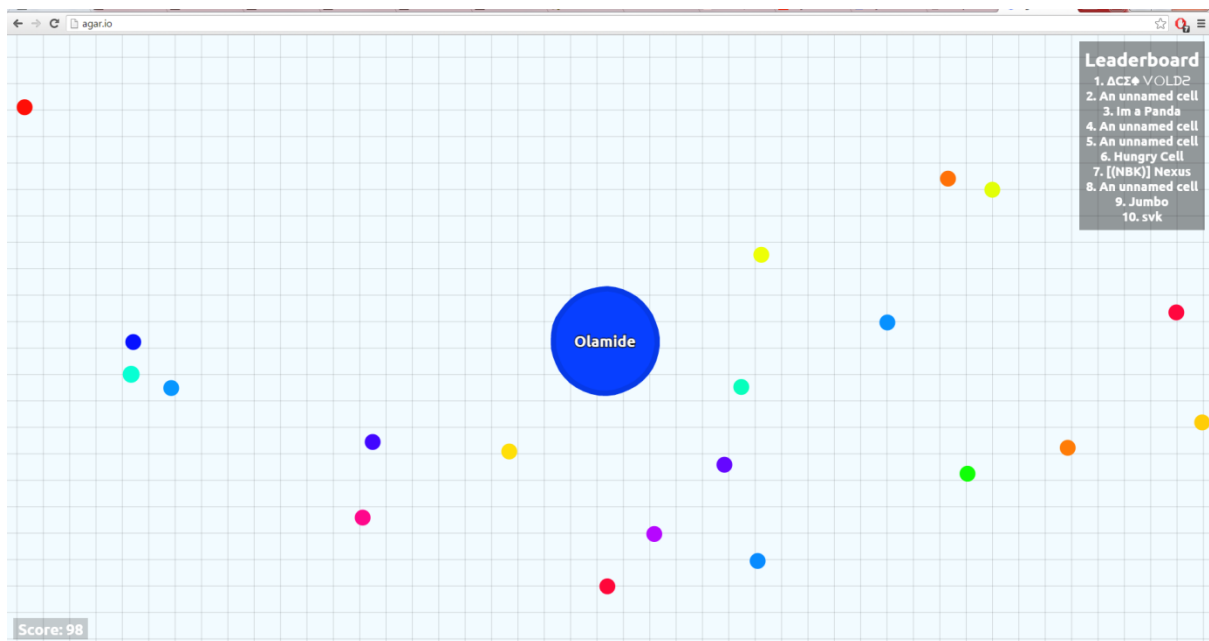 agar.io
Leaderboard
1. ΔCΣ♠ VOLD2
2. An unnamed cell
3. Im a Panda
4. An unnamed cell
5. An unnamed cell
6. Hungry Cell
7. [(NBK)] Nexus
8. An unnamed cell
9. Jumbo
10. svk
Olamide
Score: 98